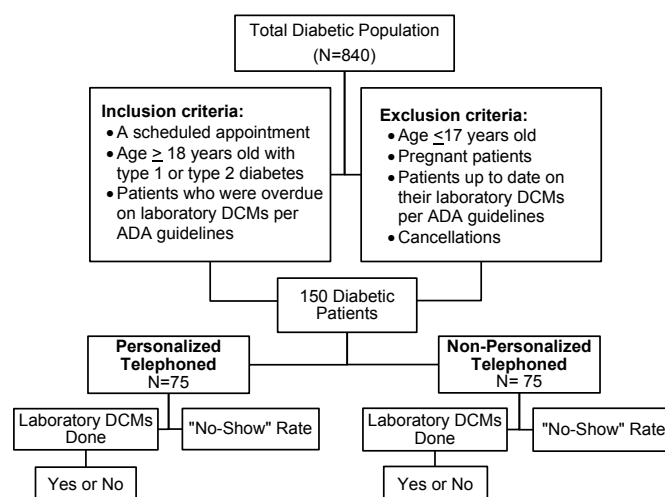 Total Diabetic Population
(N=840)
Inclusion criteria:
• A scheduled appointment
• Age ≥ 18 years old with
type 1 or type 2 diabetes
• Patients who were overdue
on laboratory DCMs per
ADA guidelines
Exclusion criteria:
• Age ≤17 years old
• Pregnant patients
• Patients up to date on
their laboratory DCMs
per ADA guidelines
• Cancellations
150 Diabetic
Patients
Personalized
Telephoned
N=75
Non-Personalized
Telephoned
N= 75
Laboratory DCMs
Done
"No-Show" Rate
Yes or No
Laboratory DCMs
Done
"No-Show" Rate
Yes or No